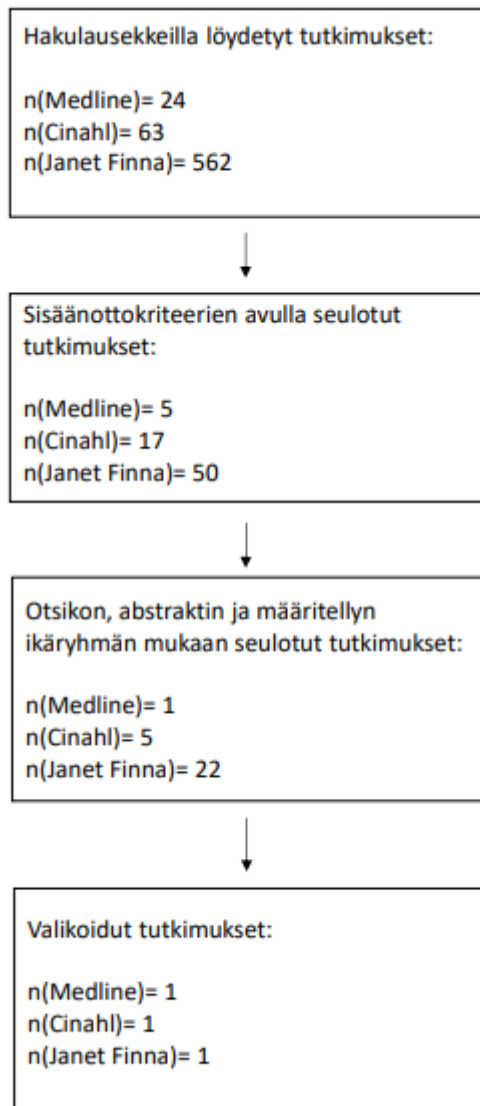 Hakulausekkeilla löydetyt tutkimukset:
n(Medline)= 24
n(Cinahl)= 63
n(Janet Finna)= 562
Sisäänottokriteerien avulla seulotut
tutkimukset:
n(Medline)= 5
n(Cinahl)= 17
n(Janet Finna)= 50
Otsikon, abstraktin ja määritellyn
ikäryhmän mukaan seulotut tutkimukset:
n(Medline)= 1
n(Cinahl)= 5
n(Janet Finna)= 22
Valikoidut tutkimukset:
n(Medline)= 1
n(Cinahl)= 1
n(Janet Finna)= 1